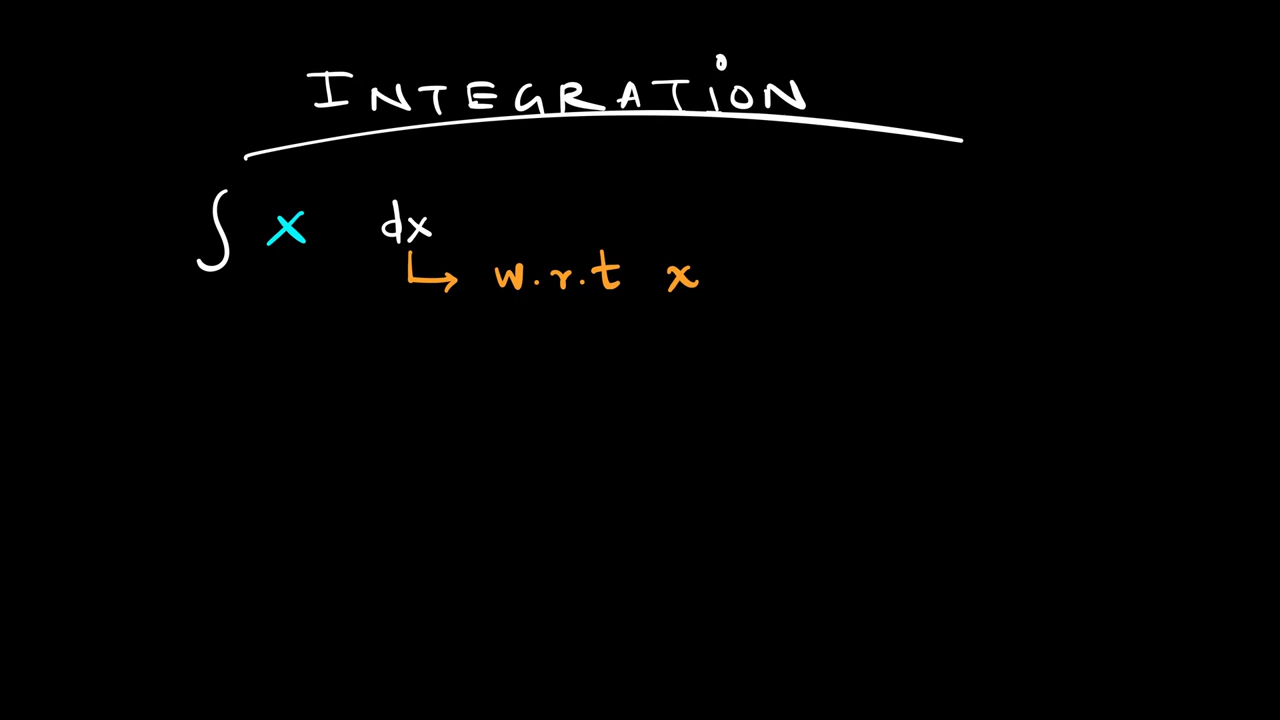 INTEGRATiON
∫ x dx
↳ w.r.t x